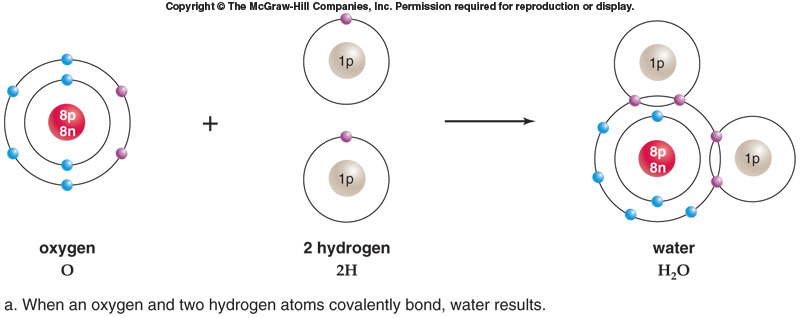 Copyright © The McGraw-Hill Companies, Inc. Permission required for reproduction or display.
8p
8n
+
1p
1p
1p
8p
8n
1p
oxygen
O
2 hydrogen
2H
water
H₂O
a. When an oxygen and two hydrogen atoms covalently bond, water results.